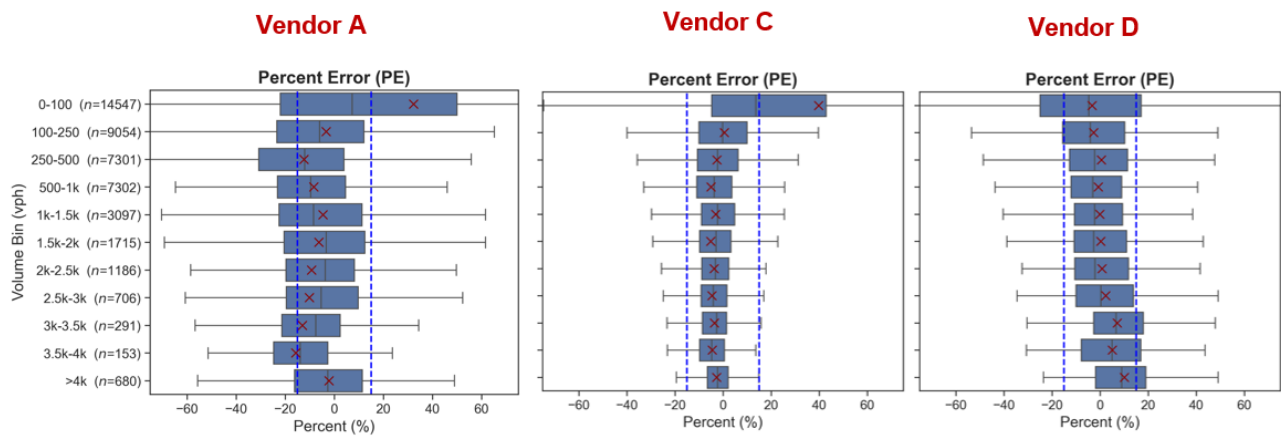 Vendor A
Vendor C
Vendor D
Percent Error (PE)
Percent Error (PE)
Percent Error (PE)
Volume Bin (vph)
0-100 (n=14547)
100-250 (n=9054)
250-500 (n=7301)
500-1k (n=7302)
1k-1.5k (n=3097)
1.5k-2k (n=1715)
2k-2.5k (n=1186)
2.5k-3k (n=706)
3k-3.5k (n=291)
3.5k-4k (n=153)
>4k (n=680)
−60 −40 −20 0 20 40 60
−60 −40 −20 0 20 40 60
−60 −40 −20 0 20 40 60
Percent (%)
Percent (%)
Percent (%)